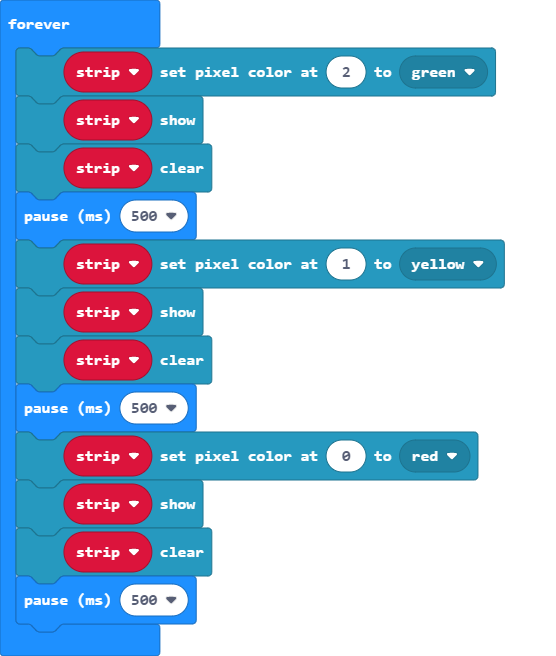 forever
strip set pixel color at 2 to green
strip show
strip clear
pause (ms) 500
strip set pixel color at 1 to yellow
strip show
strip clear
pause (ms) 500
strip set pixel color at 0 to red
strip show
strip clear
pause (ms) 500